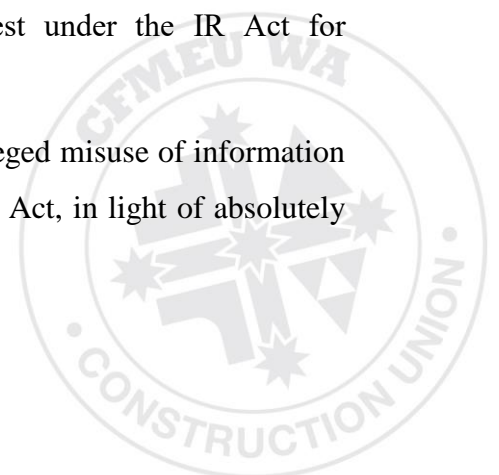 est under the IR Act for
eged misuse of information
Act, in light of absolutely
CFMEU WA
• CONSTRUCTION UNION •